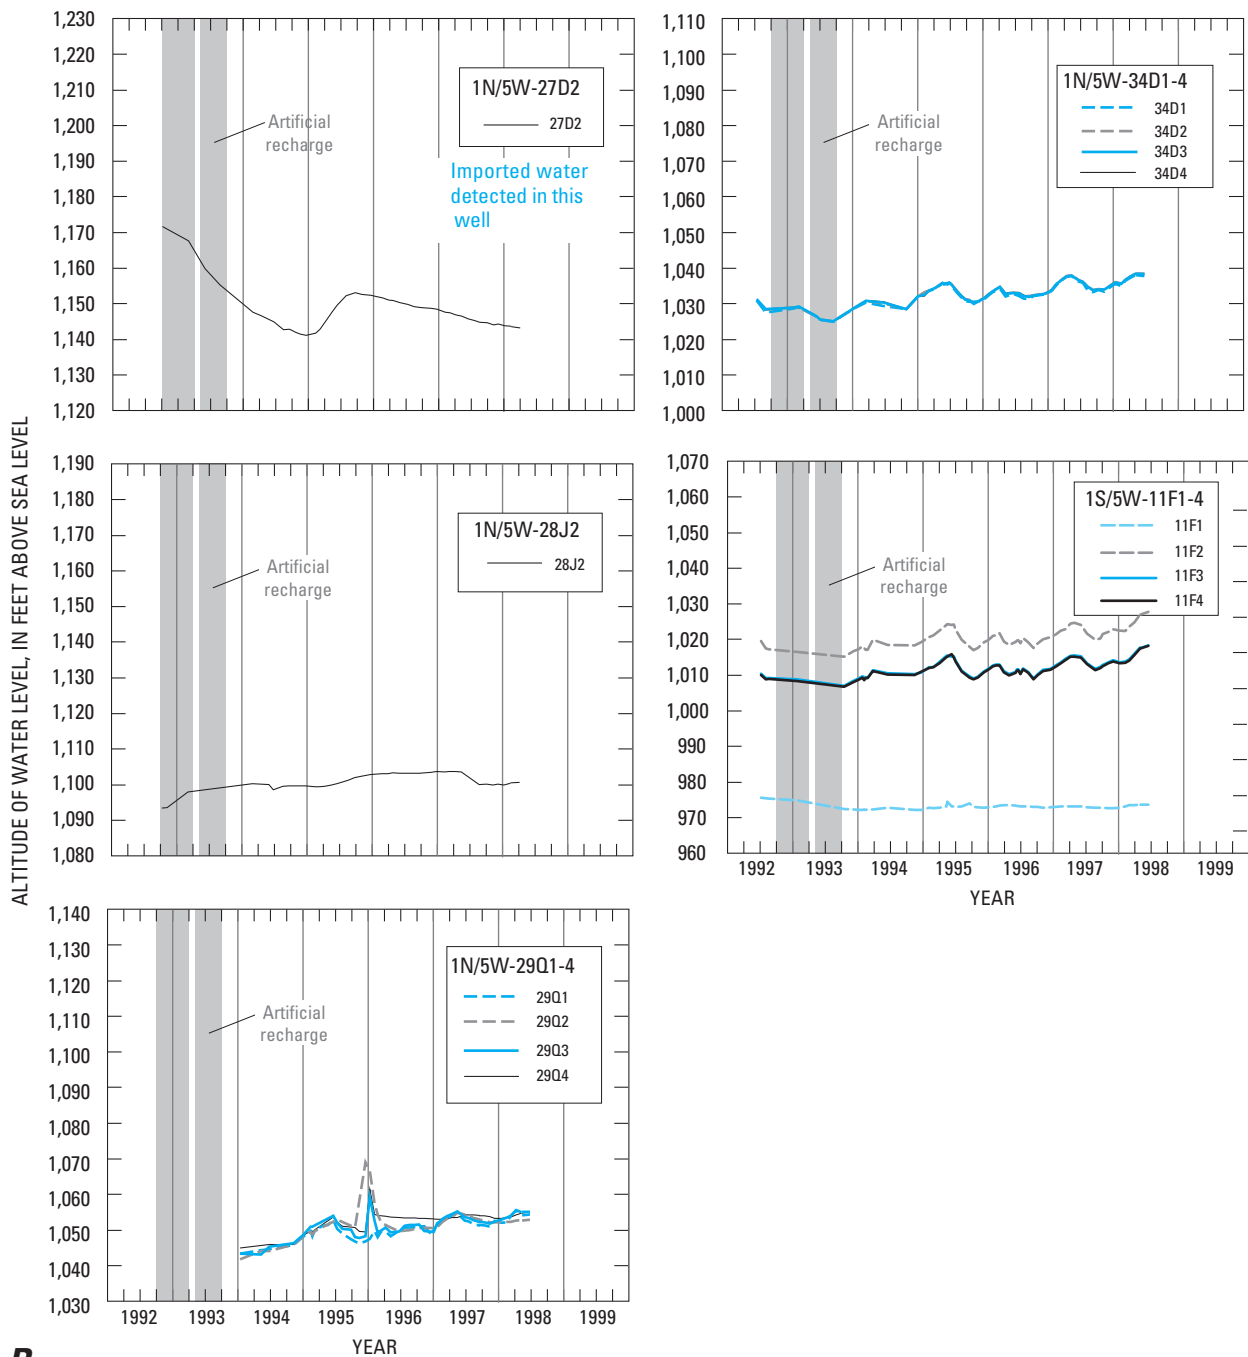 ALTITUDE OF WATER LEVEL, IN FEET ABOVE SEA LEVEL
1,230
1,220
1,210
1,200
1,190
1,180
1,170
1,160
1,150
1,140
1,130
1,120
Artificial
recharge
1N/5W-27D2
27D2
Imported water
detected in this
well
1,110
1,100
1,090
1,080
1,070
1,060
1,050
1,040
1,030
1,020
1,010
1,000
Artificial
recharge
1N/5W-34D1-4
34D1
34D2
34D3
34D4
1,190
1,180
1,170
1,160
1,150
1,140
1,130
1,120
1,110
1,100
1,090
1,080
Artificial
recharge
1N/5W-28J2
28J2
1,070
1,060
1,050
1,040
1,030
1,020
1,010
1,000
990
980
970
960
Artificial
recharge
1S/5W-11F1-4
11F1
11F2
11F3
11F4
1992 1993 1994 1995 1996 1997 1998 1999
YEAR
1,140
1,130
1,120
1,110
1,100
1,090
1,080
1,070
1,060
1,050
1,040
1,030
Artificial
recharge
1N/5W-29Q1-4
29Q1
29Q2
29Q3
29Q4
1992 1993 1994 1995 1996 1997 1998 1999
YEAR